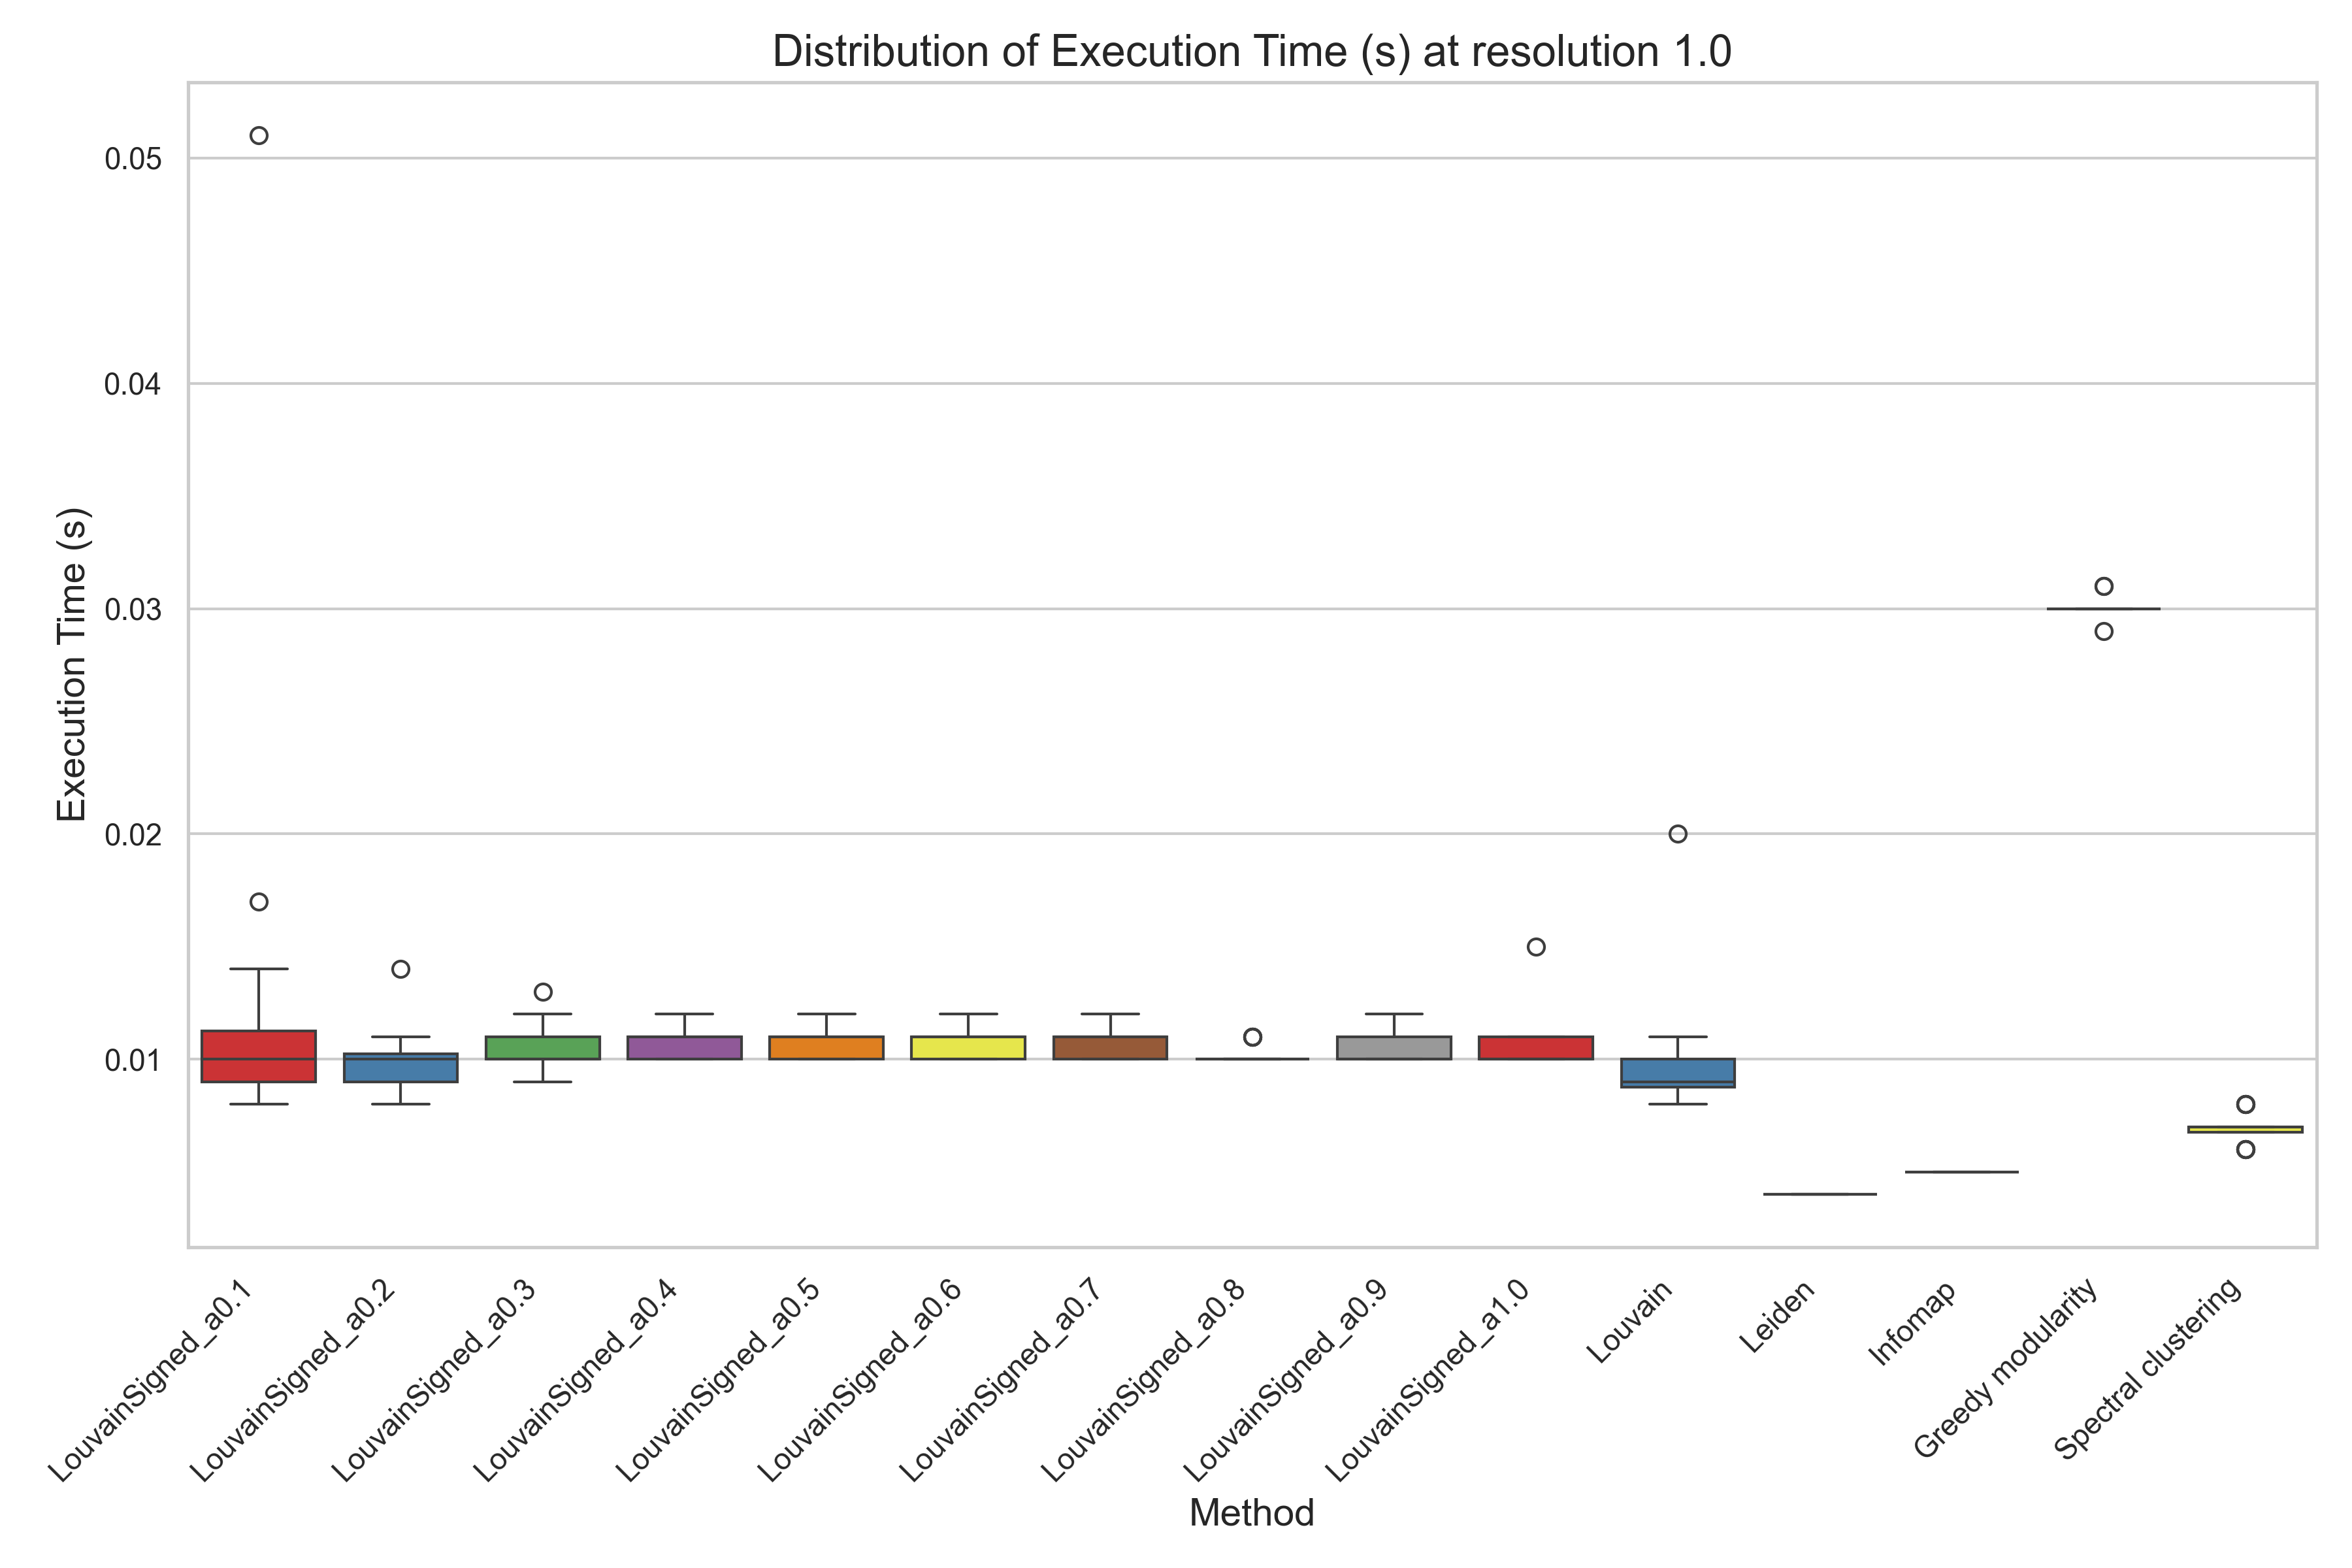 Distribution of Execution Time (s) at resolution 1.0
Execution Time (s)
0.05
0.04
0.03
0.02
0.01
LouvainSigned_a0.1
LouvainSigned_a0.2
LouvainSigned_a0.3
LouvainSigned_a0.4
LouvainSigned_a0.5
LouvainSigned_a0.6
LouvainSigned_a0.7
LouvainSigned_a0.8
LouvainSigned_a0.9
LouvainSigned_a1.0
Louvain
Leiden
Infomap
Greedy modularity
Spectral clustering
Method